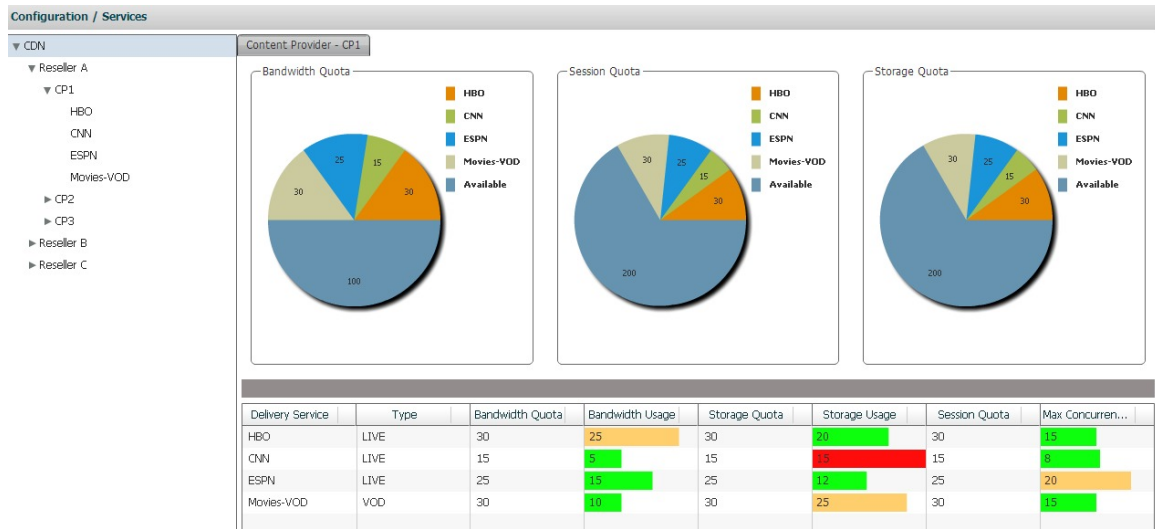 Configuration / Services
CDN
Reseller A
CP1
HBO
CNN
ESPN
Movies-VOD
CP2
CP3
Reseller B
Reseller C
Content Provider - CP1
Bandwidth Quota
HBO
CNN
ESPN
Movies-VOD
Available
30
25
15
30
100
Session Quota
HBO
CNN
ESPN
Movies-VOD
Available
30
25
15
30
200
Storage Quota
HBO
CNN
ESPN
Movies-VOD
Available
30
25
15
30
200
Delivery Service Type Bandwidth Quota Bandwidth Usage Storage Quota Storage Usage Session Quota Max Concurren...
HBO LIVE 30 25 30 20 30 15
CNN LIVE 15 5 15 15 15 8
ESPN LIVE 25 15 25 12 25 20
Movies-VOD VOD 30 10 30 25 30 15